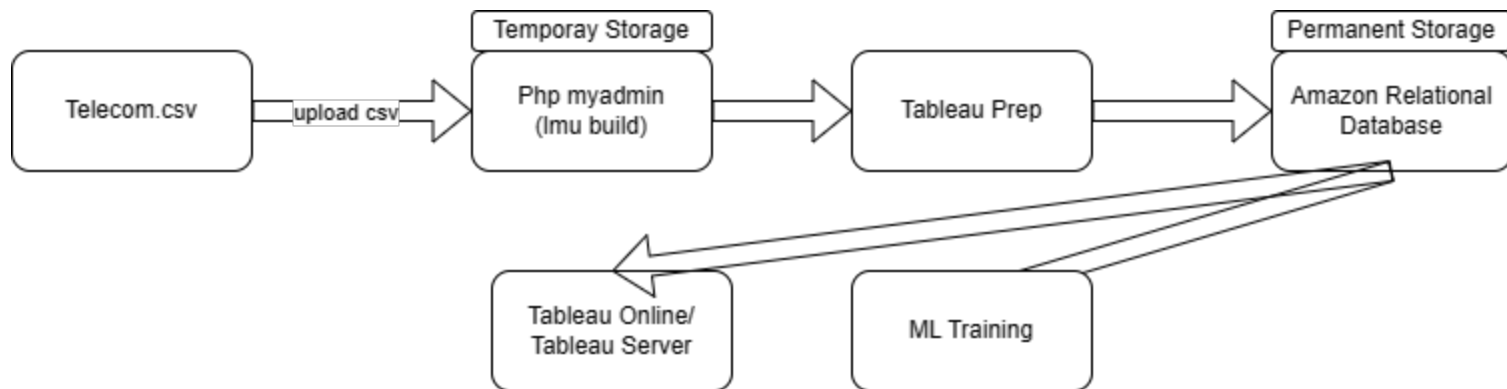 Temporay Storage
Permanent Storage
Telecom.csv
upload csv
Php myadmin
(lmu build)
Tableau Prep
Amazon Relational
Database
Tableau Online/
Tableau Server
ML Training